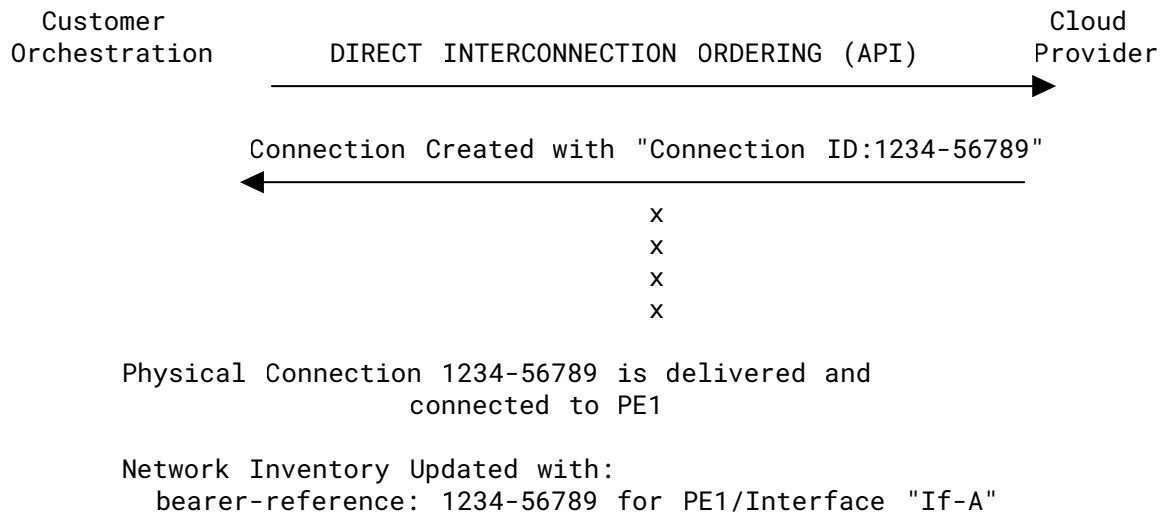 Customer Cloud
Orchestration DIRECT INTERCONNECTION ORDERING (API) Provider
Connection Created with "Connection ID:1234-56789"
x
x
x
x
Physical Connection 1234-56789 is delivered and
connected to PE1
Network Inventory Updated with:
bearer-reference: 1234-56789 for PE1/Interface "If-A"